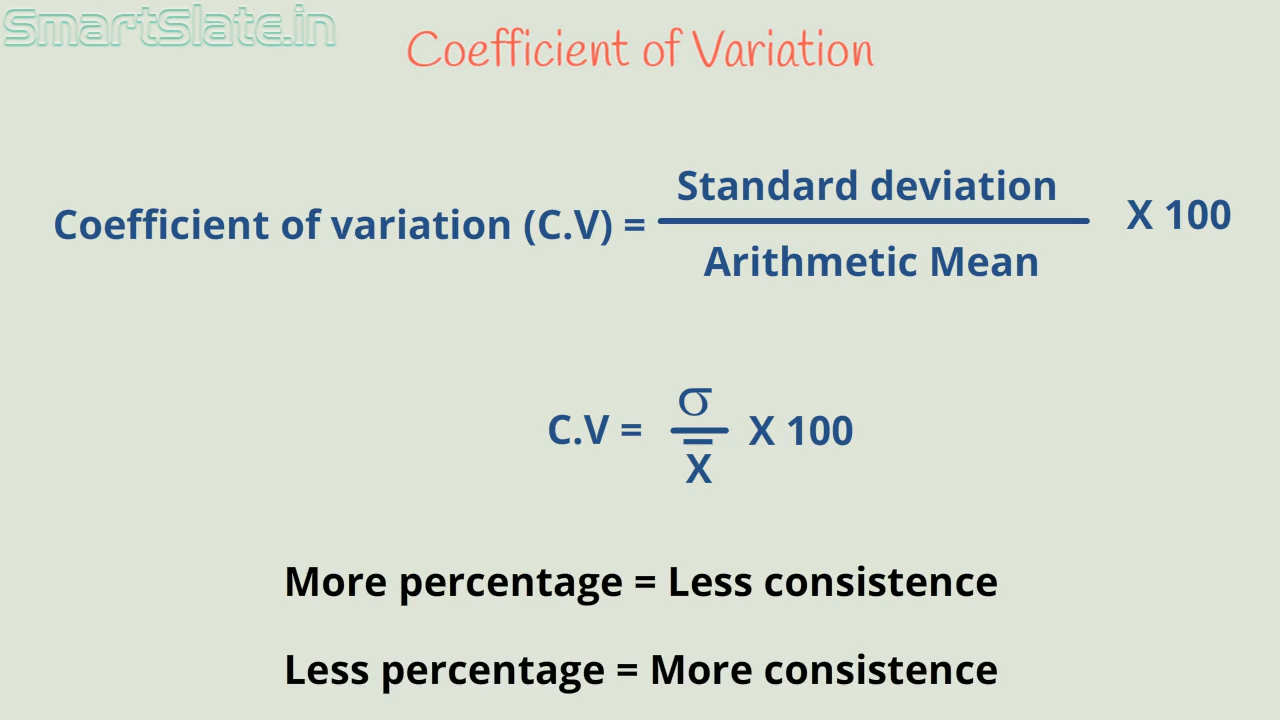 SmartSlate.in
Coefficient of Variation
Coefficient of variation (C.V) = Standard deviation / Arithmetic Mean X 100
C.V = σ / X̅ X 100
More percentage = Less consistence
Less percentage = More consistence